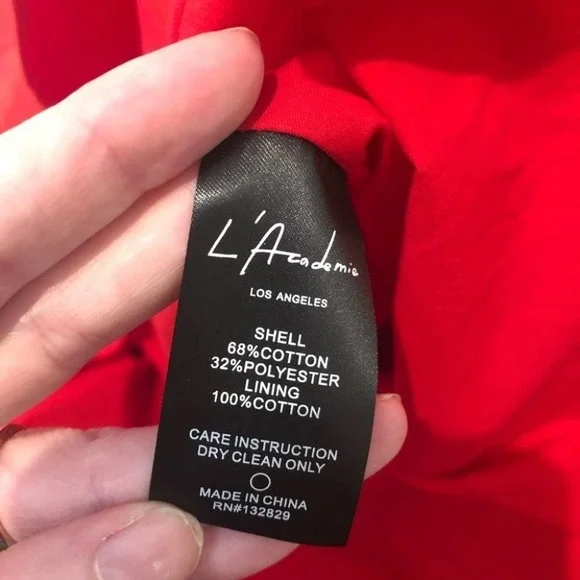 L'Academie
LOS ANGELES
SHELL
68%COTTON
32%POLYESTER
LINING
100%COTTON
CARE INSTRUCTION
DRY CLEAN ONLY
MADE IN CHINA
RN#132829